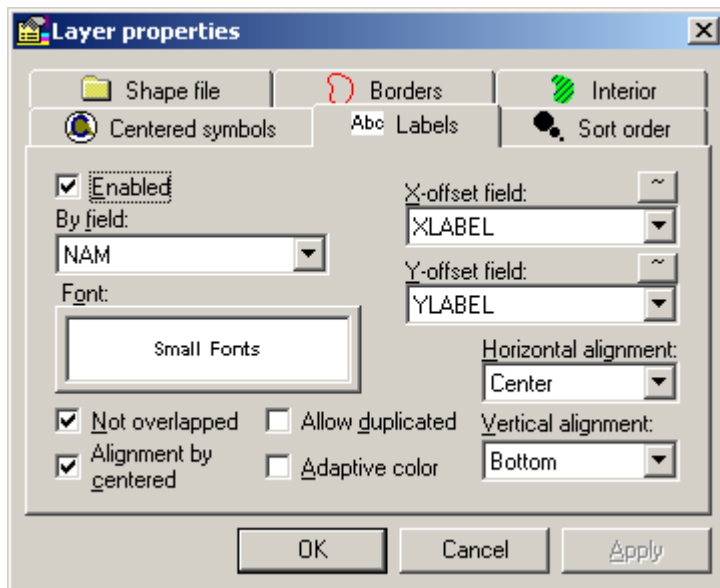 Layer properties
Shape file
Borders
Interior
Centered symbols
Abc Labels
Sort order
Enabled
X-offset field:
~
By field:
XLABEL
NAM
Y-offset field:
~
Font:
YLABEL
Small Fonts
Horizontal alignment:
Center
Not overlapped
Allow duplicated
Vertical alignment:
Alignment by
centered
Adaptive color
Bottom
OK
Cancel
Apply